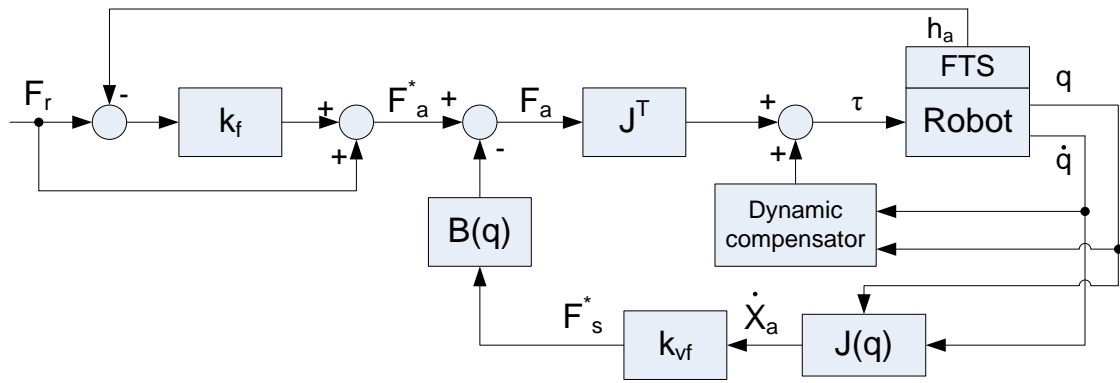 h_a
FTS
q
F_r
-
k_f
+
+
F*_a
+
-
F_a
J^T
+
+
τ
Robot
q̇
B(q)
Dynamic
compensator
F*_s
k_vf
Ẋ_a
J(q)